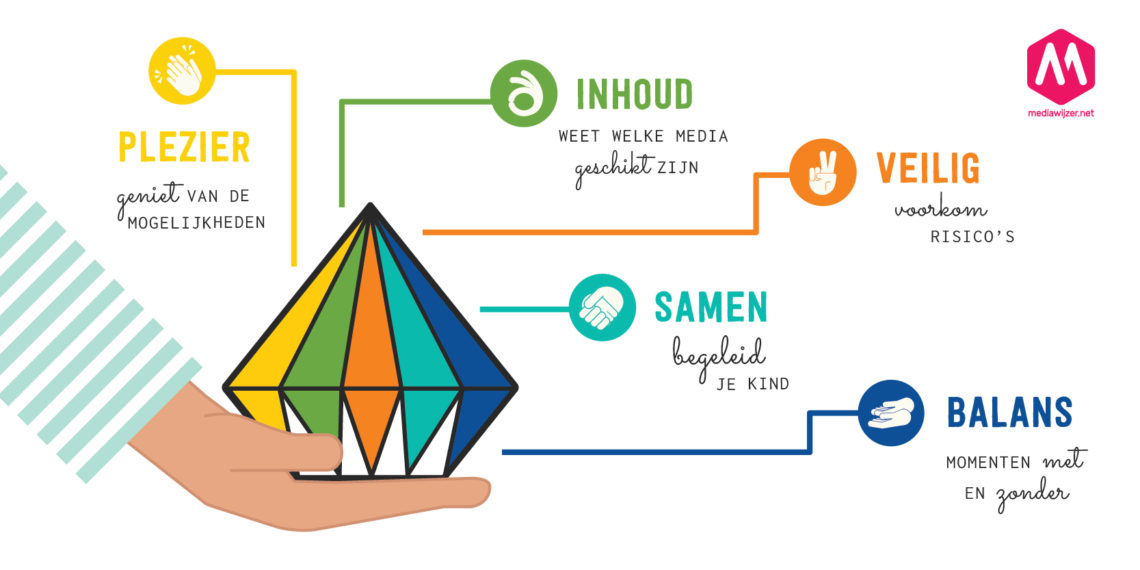 PLEZIER
geniet VAN DE
MOGELIJKHEDEN
INHOUD
WEET WELKE MEDIA
geschikt ZIJN
mediawijzer.net
VEILIG
voorkom
RISICO'S
SAMEN
begeleid
JE KIND
BALANS
MOMENTEN met
EN zonder